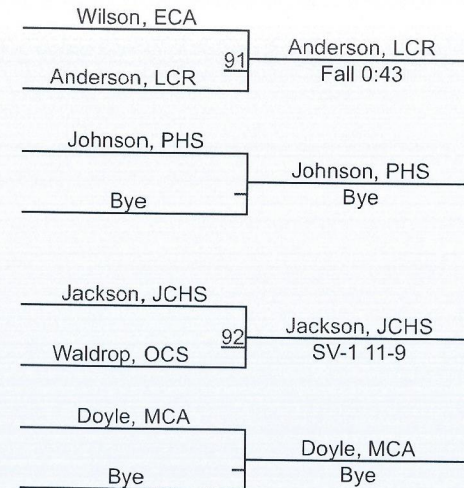 Wilson, ECA
91
Anderson, LCR
Fall 0:43
Anderson, LCR
Johnson, PHS
Johnson, PHS
Bye
Bye
Jackson, JCHS
92
Jackson, JCHS
SV-1 11-9
Waldrop, OCS
Doyle, MCA
Doyle, MCA
Bye
Bye